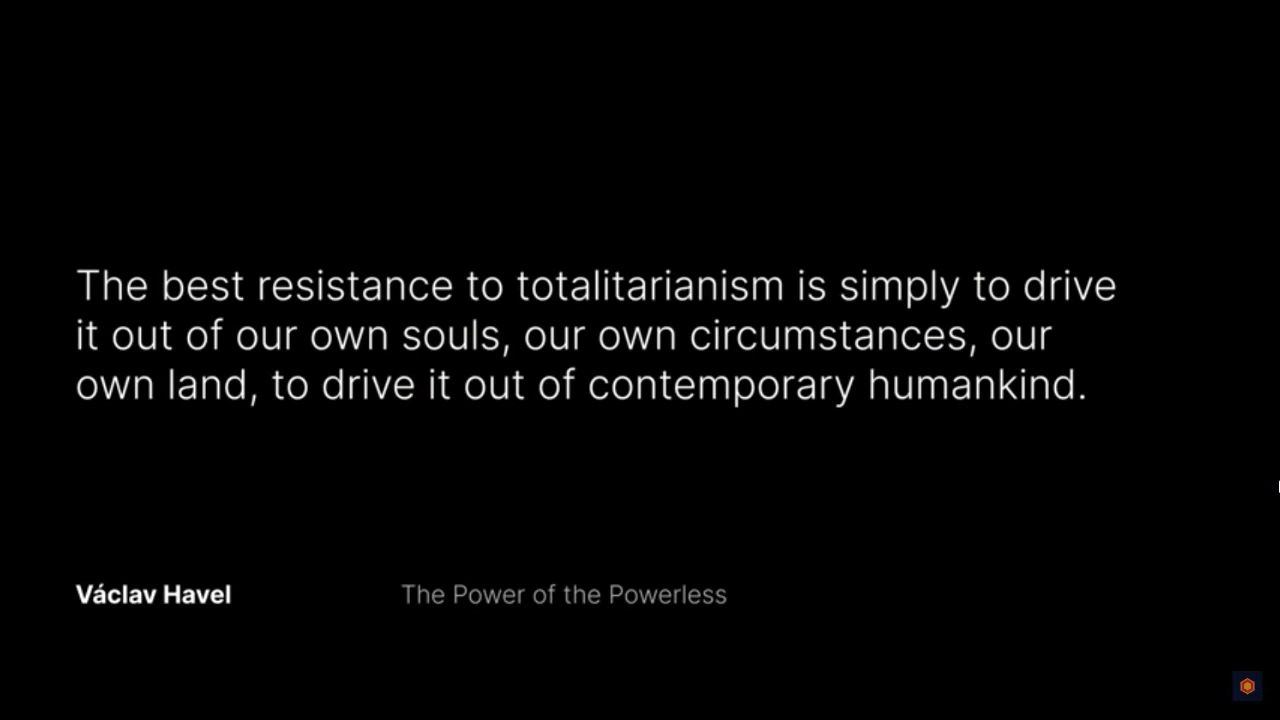 The best resistance to totalitarianism is simply to drive
it out of our own souls, our own circumstances, our
own land, to drive it out of contemporary humankind.
Václav Havel
The Power of the Powerless